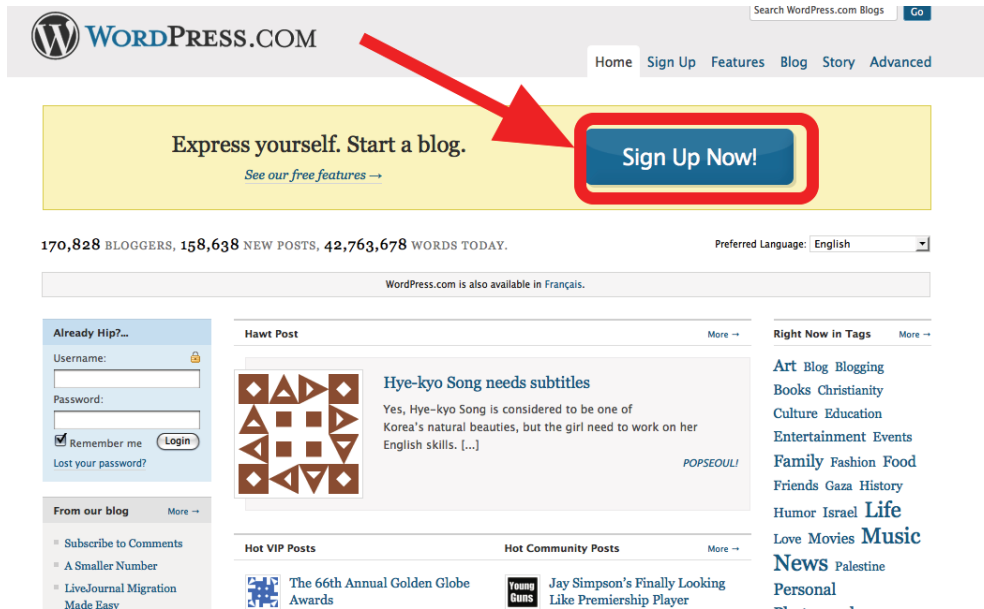 Search WordPress.com Blogs Go
WORDPRESS.COM
Home Sign Up Features Blog Story Advanced
Express yourself. Start a blog.
See our free features →
Sign Up Now!
170,828 BLOGGERS, 158,638 NEW POSTS, 42,763,678 WORDS TODAY.
Preferred Language: English
WordPress.com is also available in Français.
Already Hip?...
Username:
Password:
Remember me Login
Lost your password?
From our blog More →
Subscribe to Comments
A Smaller Number
LiveJournal Migration
Made Easy
Hawt Post More →
Hye-kyo Song needs subtitles
Yes, Hye-kyo Song is considered to be one of
Korea's natural beauties, but the girl need to work on her
English skills. [...]
POPSEOUL!
Hot VIP Posts
The 66th Annual Golden Globe
Awards
Hot Community Posts More →
Young
Guns
Jay Simpson's Finally Looking
Like Premiership Player
Right Now in Tags More →
Art Blog Blogging
Books Christianity
Culture Education
Entertainment Events
Family Fashion Food
Friends Gaza History
Humor Israel Life
Love Movies Music
News Palestine
Personal